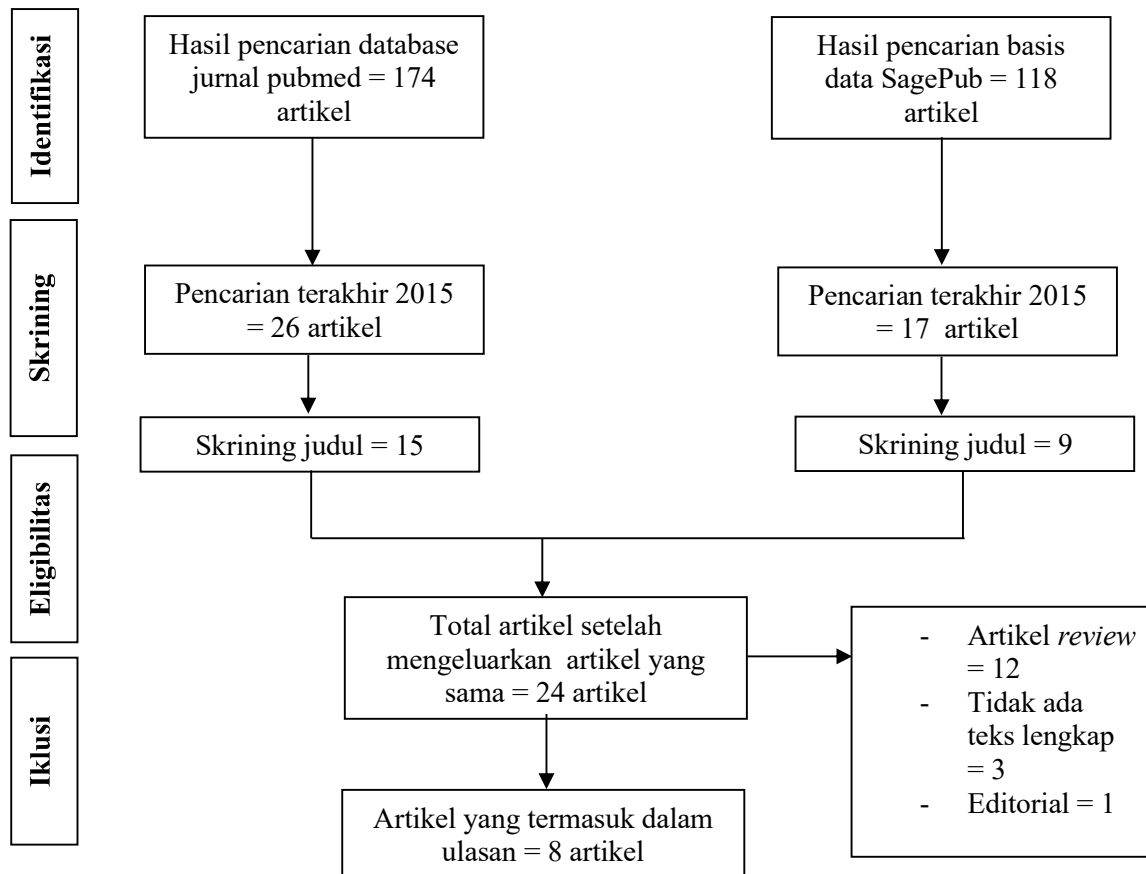 Identifikasi
Hasil pencarian database
jurnal pubmed = 174
artikel
Hasil pencarian basis
data SagePub = 118
artikel
Skrining
Pencarian terakhir 2015
= 26 artikel
Pencarian terakhir 2015
= 17 artikel
Skrining judul = 15
Skrining judul = 9
Eligibilitas
Total artikel setelah
mengeluarkan artikel yang
sama = 24 artikel
- Artikel review
= 12
- Tidak ada
teks lengkap
= 3
- Editorial = 1
Iklusi
Artikel yang termasuk dalam
ulasan = 8 artikel